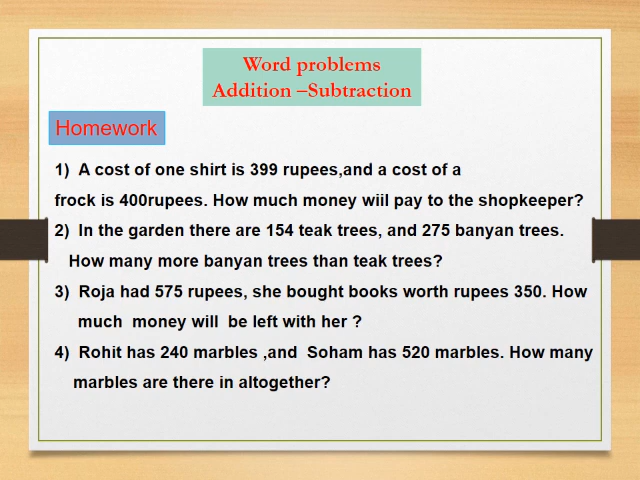 Word problems
Addition –Subtraction
Homework
1) A cost of one shirt is 399 rupees,and a cost of a
frock is 400rupees. How much money wiil pay to the shopkeeper?
2) In the garden there are 154 teak trees, and 275 banyan trees.
How many more banyan trees than teak trees?
3) Roja had 575 rupees, she bought books worth rupees 350. How
much money will be left with her ?
4) Rohit has 240 marbles ,and Soham has 520 marbles. How many
marbles are there in altogether?